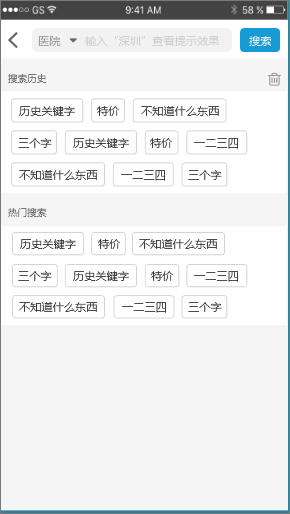 GS 9:41 AM 58 %
医院 输入“深圳”查看提示效果 搜索
搜索历史
历史关键字 特价 不知道什么东西
三个字 历史关键字 特价 一二三四
不知道什么东西 一二三四 三个字
热门搜索
历史关键字 特价 不知道什么东西
三个字 历史关键字 特价 一二三四
不知道什么东西 一二三四 三个字